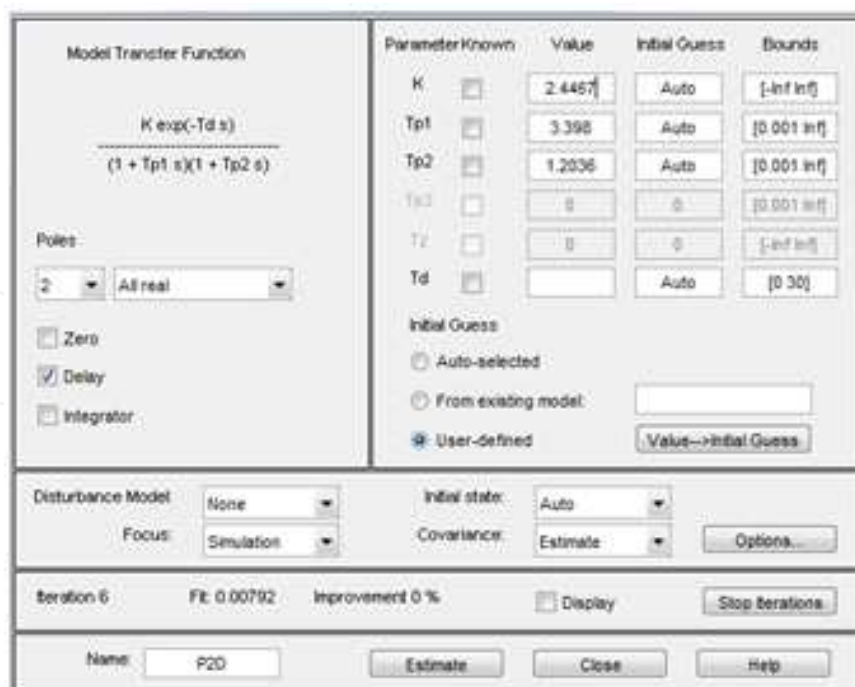 Model Transfer Function
K exp(-Td s)
(1 + Tp1 s)(1 + Tp2 s)
Poles
2 All real
Zero
Delay
Integrator
Parameter Known Value Initial Guess Bounds
K 2.4467 Auto [-Inf Inf]
Tp1 3.398 Auto [0.001 Inf]
Tp2 1.2036 Auto [0.001 Inf]
Tp3 0 0 [0.001 Inf]
Tz 0 0 [-Inf Inf]
Td Auto [0 30]
Initial Guess
Auto-selected
From existing model:
User-defined Value-->Initial Guess
Disturbance Model: None Initial state: Auto
Focus: Simulation Covariance: Estimate Options...
Iteration 6 Fit: 0.00792 Improvement 0 % Display Stop Iterations
Name: P2D Estimate Close Help